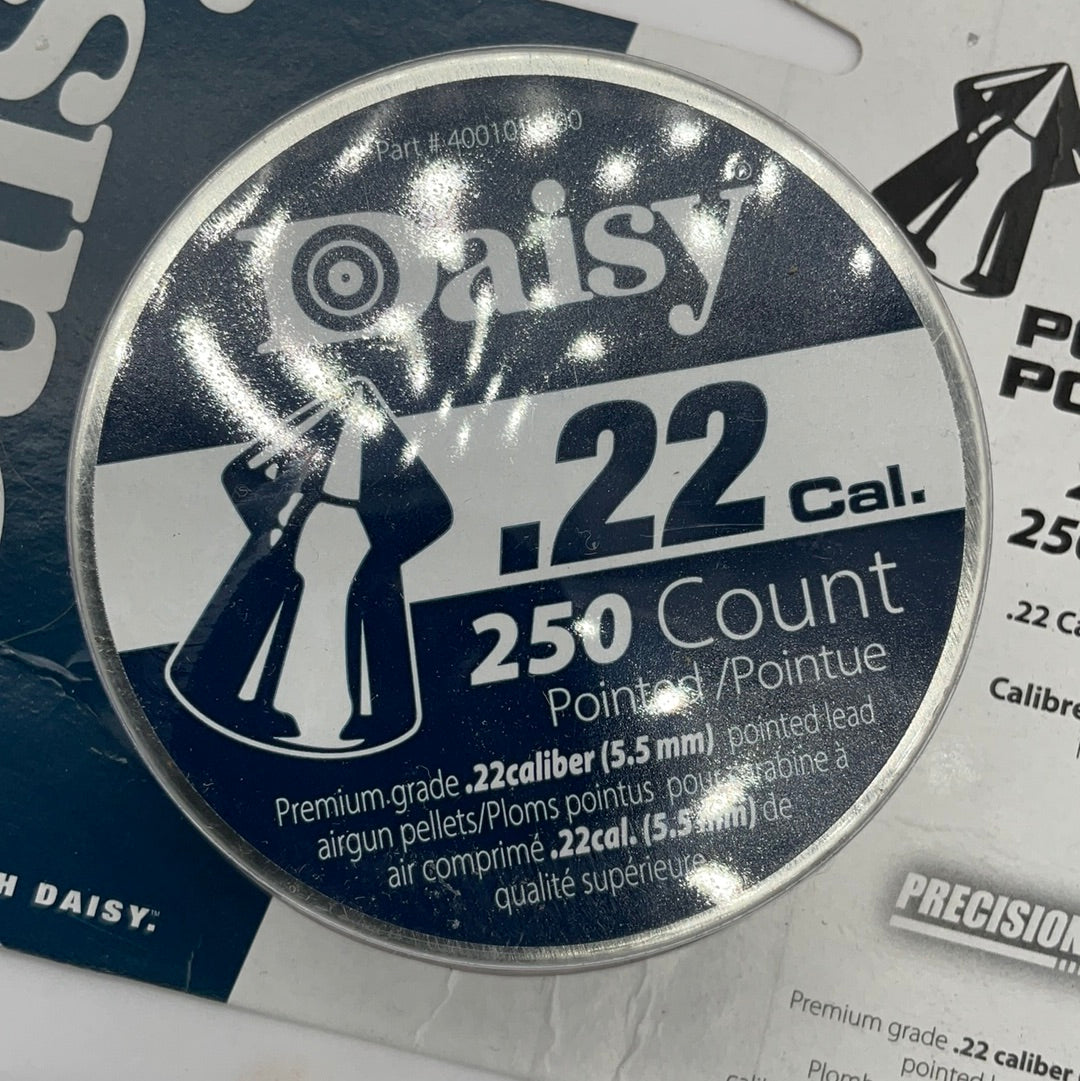 Daisy
.22 Cal.
250 Count
Pointed /Pointue
Premium grade .22caliber (5.5 mm) pointed lead
airgun pellets/Ploms pointus pour carabine à
air comprimé .22cal. (5.5 mm) de
qualité supérieure
Part #
DAISY.™
PRECISION
.22
Calibre
Premium grade .22 caliber
pointed